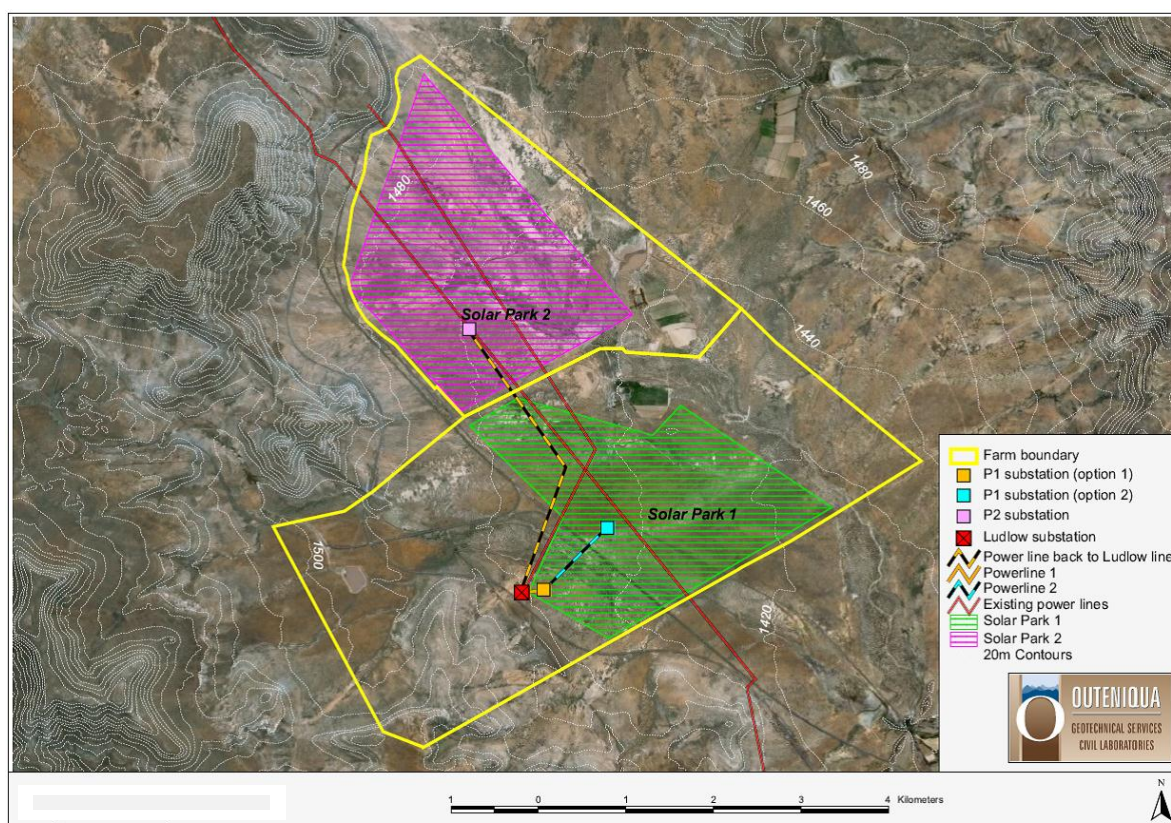 1480
1480
1460
Solar Park 2
1440
Solar Park 1
1500
1420
Farm boundary
P1 substation (option 1)
P1 substation (option 2)
P2 substation
Ludlow substation
Power line back to Ludlow line
Powerline 1
Powerline 2
Existing power lines
Solar Park 1
Solar Park 2
20m Contours
O
OUTENIQUA
GEOTECHNICAL SERVICES
CIVIL LABORATORIES
1 0 1 2 3 4 Kilometers
N